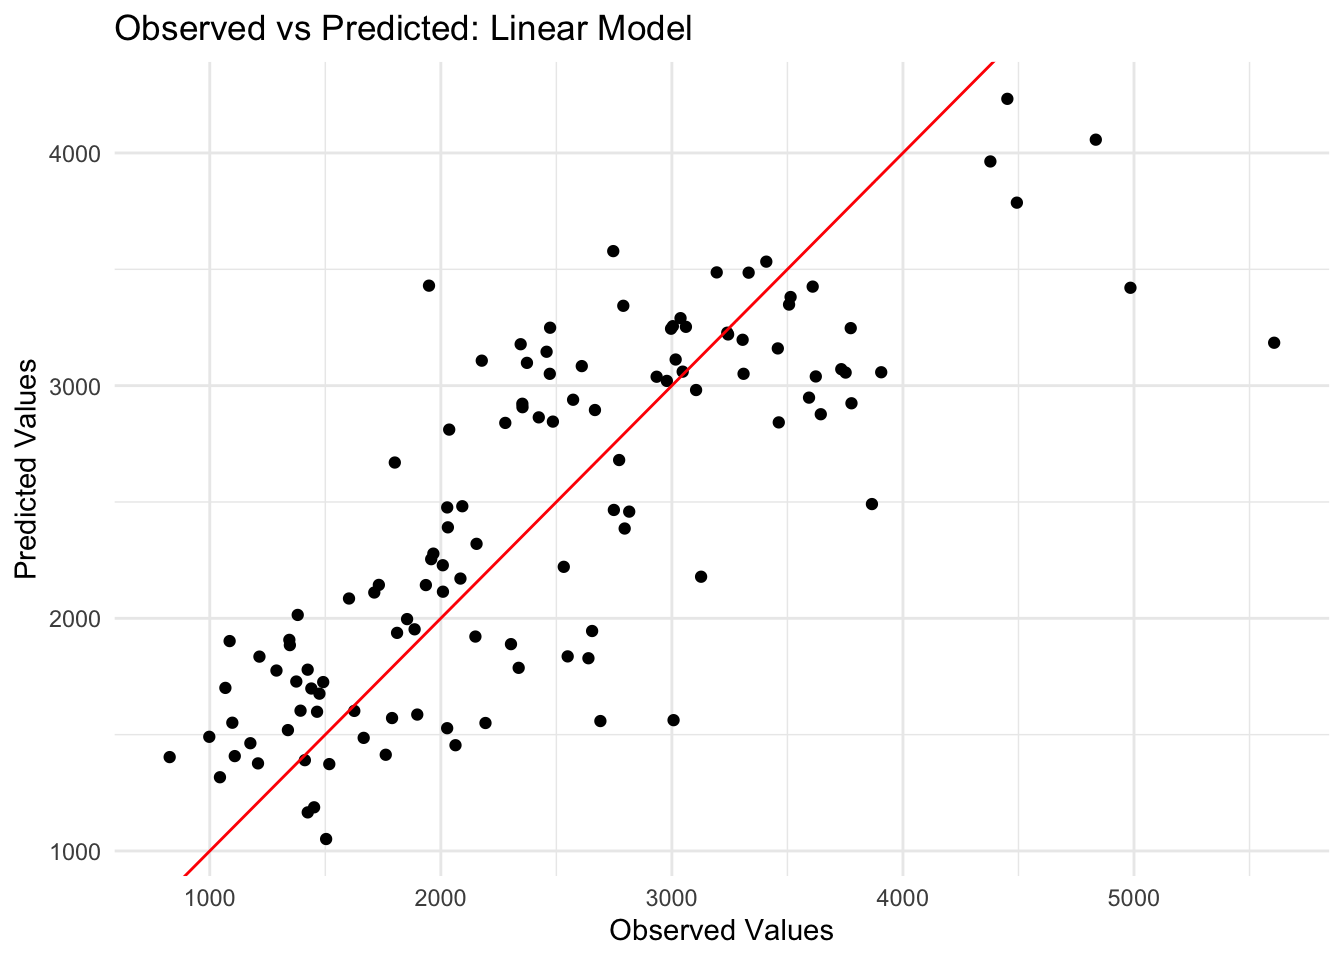 Observed vs Predicted: Linear Model
Predicted Values
4000
3000
2000
1000
1000 2000 3000 4000 5000
Observed Values